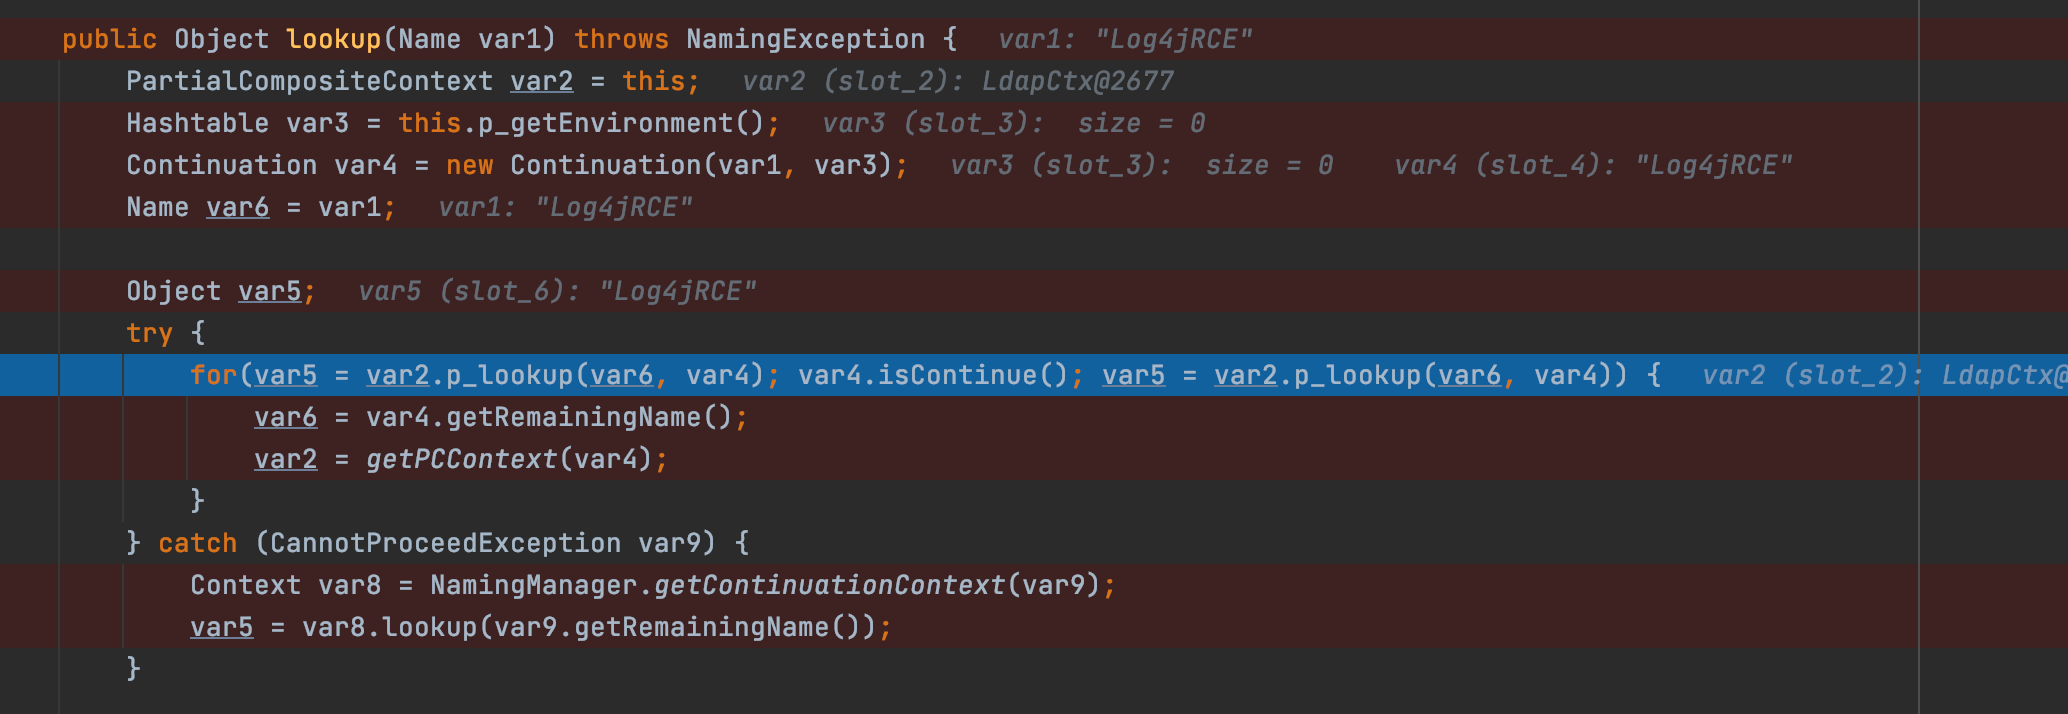 public Object lookup(Name var1) throws NamingException {  var1: "Log4jRCE"
PartialCompositeContext var2 = this;  var2 (slot_2): LdapCtx@2677
Hashtable var3 = this.p_getEnvironment();  var3 (slot_3):  size = 0
Continuation var4 = new Continuation(var1, var3);  var3 (slot_3):  size = 0  var4 (slot_4): "Log4jRCE"
Name var6 = var1;  var1: "Log4jRCE"
Object var5;  var5 (slot_6): "Log4jRCE"
try {
for(var5 = var2.p_lookup(var6, var4); var4.isContinue(); var5 = var2.p_lookup(var6, var4)) {  var2 (slot_2): LdapCtx@
var6 = var4.getRemainingName();
var2 = getPCContext(var4);
}
} catch (CannotProceedException var9) {
Context var8 = NamingManager.getContinuationContext(var9);
var5 = var8.lookup(var9.getRemainingName());
}